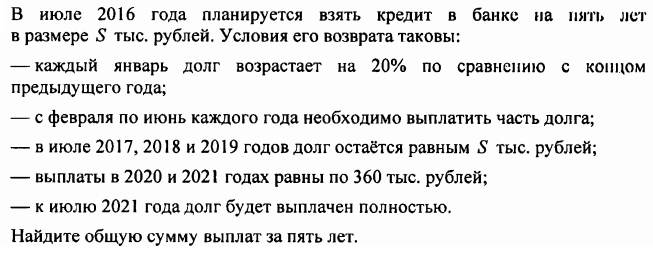 В июле 2016 года планируется взять кредит в банке на пять лет
в размере S тыс. рублей. Условия его возврата таковы:
— каждый январь долг возрастает на 20% по сравнению с концом
предыдущего года;
— с февраля по июнь каждого года необходимо выплатить часть долга;
— в июле 2017, 2018 и 2019 годов долг остаётся равным S тыс. рублей;
— выплаты в 2020 и 2021 годах равны по 360 тыс. рублей;
— к июлю 2021 года долг будет выплачен полностью.
Найдите общую сумму выплат за пять лет.